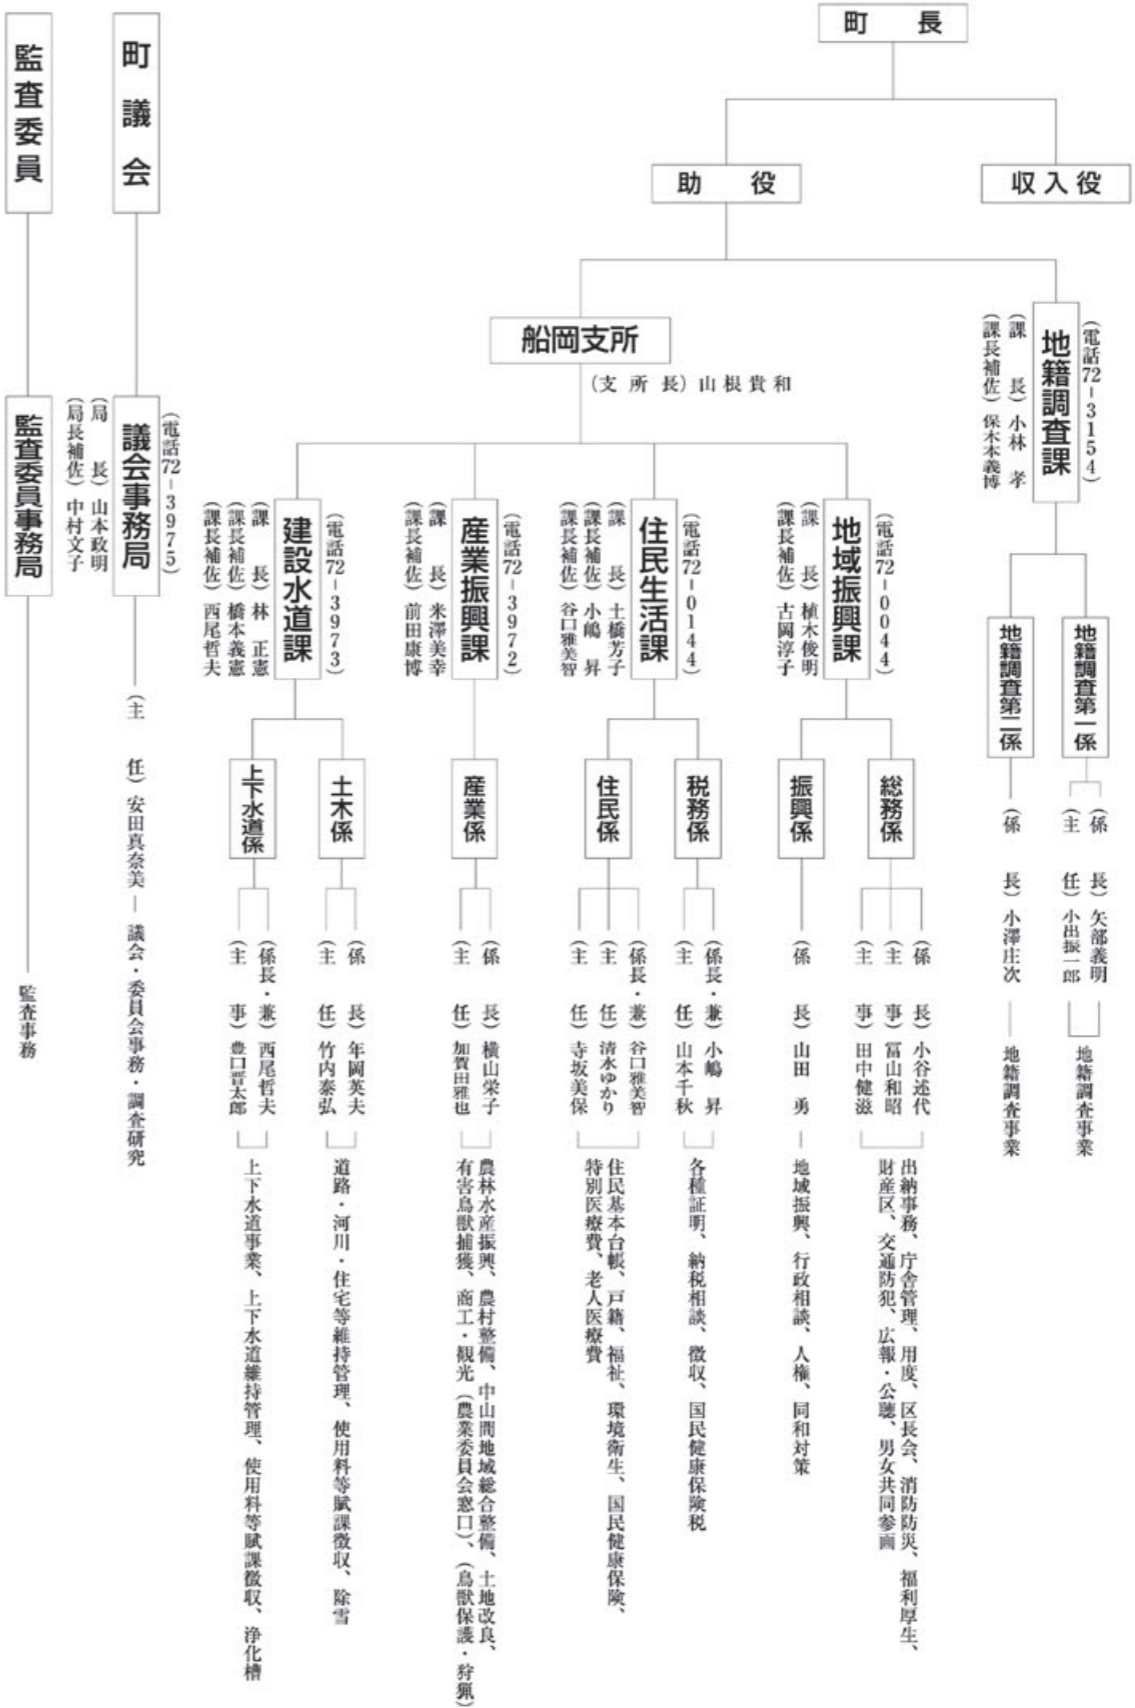 町長
助役
収入役
地籍調査課
(電話72-3154)
(課長)小林 孝
(課長補佐)保木本義博
地籍調査第一係
(係長)矢部義明
(主任)小出振一郎
地籍調査事業
地籍調査第二係
(係長)小澤庄次
地籍調査事業
船岡支所
(支所長)山根貴和
地域振興課
(電話72-0044)
(課長)植木俊明
(課長補佐)古岡淳子
総務係
(係長)小谷述代
(主事)冨山和昭
(主事)田中健滋
出納事務、庁舎管理、用度、区長会、消防防災、福利厚生、
財産区、交通防犯、広報・公聴、男女共同参画
振興係
(係長)山田 勇
地域振興、行政相談、人権、同和対策
住民生活課
(電話72-0144)
(課長)土橋芳子
(課長補佐)小嶋 昇
(課長補佐)谷口雅美智
税務係
(係長・兼)小嶋 昇
(主任)山本千秋
各種証明、納税相談、徴収、国民健康保険税
住民係
(係長・兼)谷口雅美智
(主任)清水ゆかり
(主任)寺坂美保
住民基本台帳、戸籍、福祉、環境衛生、国民健康保険、
特別医療費、老人医療費
産業振興課
(電話72-3972)
(課長)米澤美幸
(課長補佐)前田康博
産業係
(係長)横山栄子
(主任)加賀田雅也
農林水産振興、農村整備、中山間地域総合整備、土地改良、
有害鳥獣捕獲、商工・観光(農業委員会窓口)、(鳥獣保護・狩猟)
建設水道課
(電話72-3973)
(課長)林 正憲
(課長補佐)橋本義憲
(課長補佐)西尾哲夫
土木係
(係長)年岡英夫
(主任)竹内泰弘
道路・河川・住宅等維持管理、使用料等賦課徴収、除雪
上下水道係
(係長・兼)西尾哲夫
(主事)豊口晋太郎
上下水道事業、上下水道維持管理、使用料等賦課徴収、浄化槽
町議会
議会事務局
(電話72-3975)
(局長)山本政明
(局長補佐)中村文子
(主任)安田真奈美
議会・委員会事務・調査研究
監査委員
監査委員事務局
監査事務